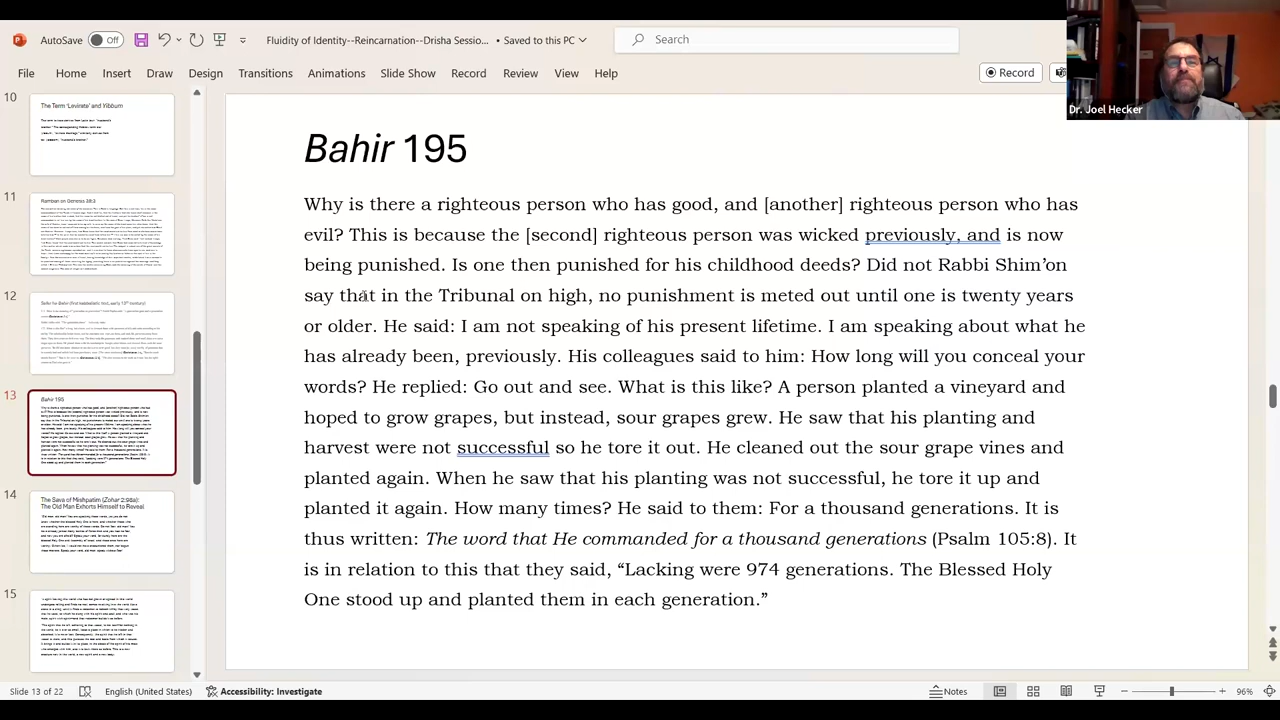 AutoSave Off
Fluidity of Identity--Reincarnation--Drisha Sessio... • Saved to this PC
Search
File Home Insert Draw Design Transitions Animations Slide Show Record Review View Help
Record
Dr. Joel Hecker
10
The Term 'Levirate' and Yibbum
11
Ramban on Genesis 38:8
12
13
Bahir 195
14
The Sava of Mishpatim (Zohar 2:98a):
The Old Man Exhorts Himself to Reveal
15
Bahir 195
Why is there a righteous person who has good, and [another] righteous person who has
evil? This is because the [second] righteous person was wicked previously, and is now
being punished. Is one then punished for his childhood deeds? Did not Rabbi Shim’on
say that in the Tribunal on high, no punishment is meted out until one is twenty years
or older. He said: I am not speaking of his present lifetime. I am speaking about what he
has already been, previously. His colleagues said to him: How long will you conceal your
words? He replied: Go out and see. What is this like? A person planted a vineyard and
hoped to grow grapes, but instead, sour grapes grew. He saw that his planting and
harvest were not successful so he tore it out. He cleaned out the sour grape vines and
planted again. When he saw that his planting was not successful, he tore it up and
planted it again. How many times? He said to them: For a thousand generations. It is
thus written: The word that He commanded for a thousand generations (Psalm 105:8). It
is in relation to this that they said, “Lacking were 974 generations. The Blessed Holy
One stood up and planted them in each generation.”
Slide 13 of 22 English (United States) Accessibility: Investigate Notes 96%